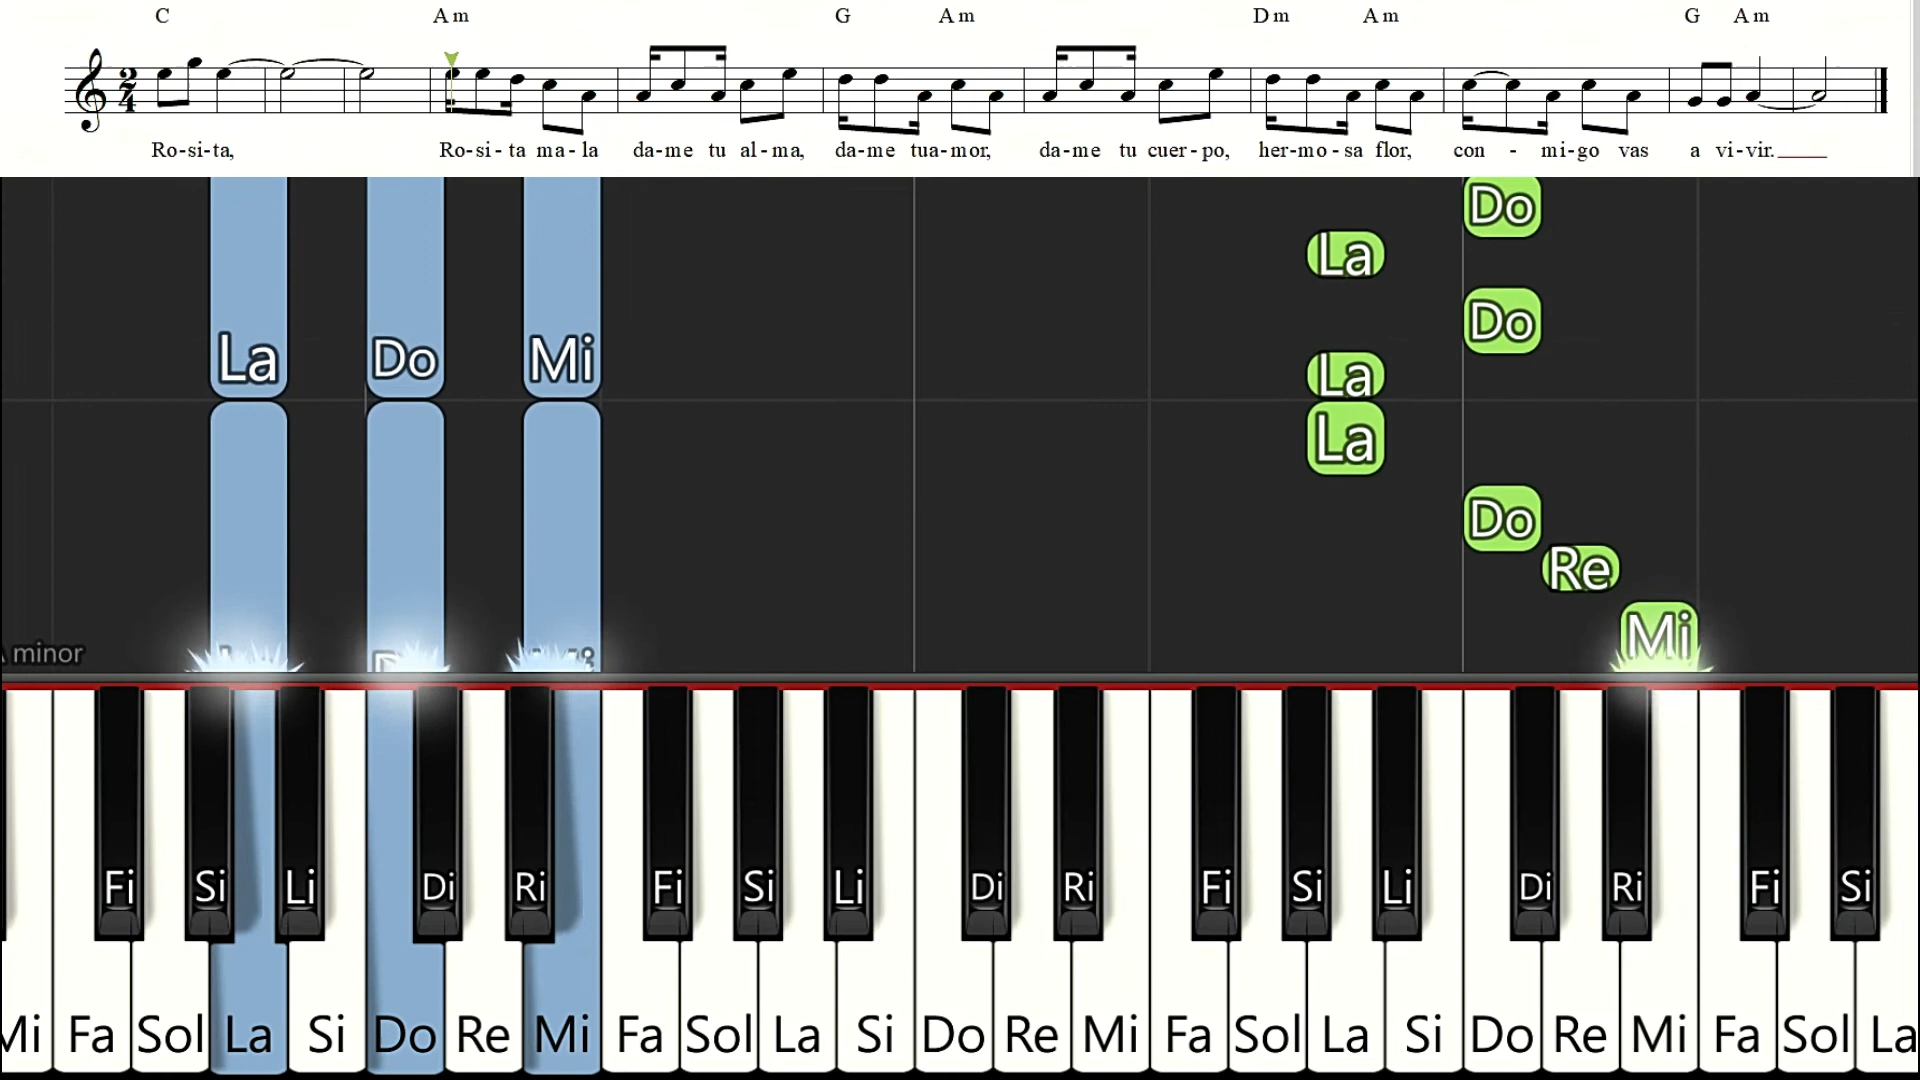 C Am G Am Dm Am G Am
2
4
Ro-si-ta, Ro-si-ta ma-la da-me tu al-ma, da-me tua-mor, da-me tu cuer-po, her-mo-sa flor, con - mi-go vas a vi-vir.
Do
La
Do
La Do Mi
La
La
Do
Re
Mi
minor
Fi Si Li Di Ri Fi Si Li Di Ri Fi Si Li Di Ri Fi Si
Mi Fa Sol La Si Do Re Mi Fa Sol La Si Do Re Mi Fa Sol La Si Do Re Mi Fa Sol La